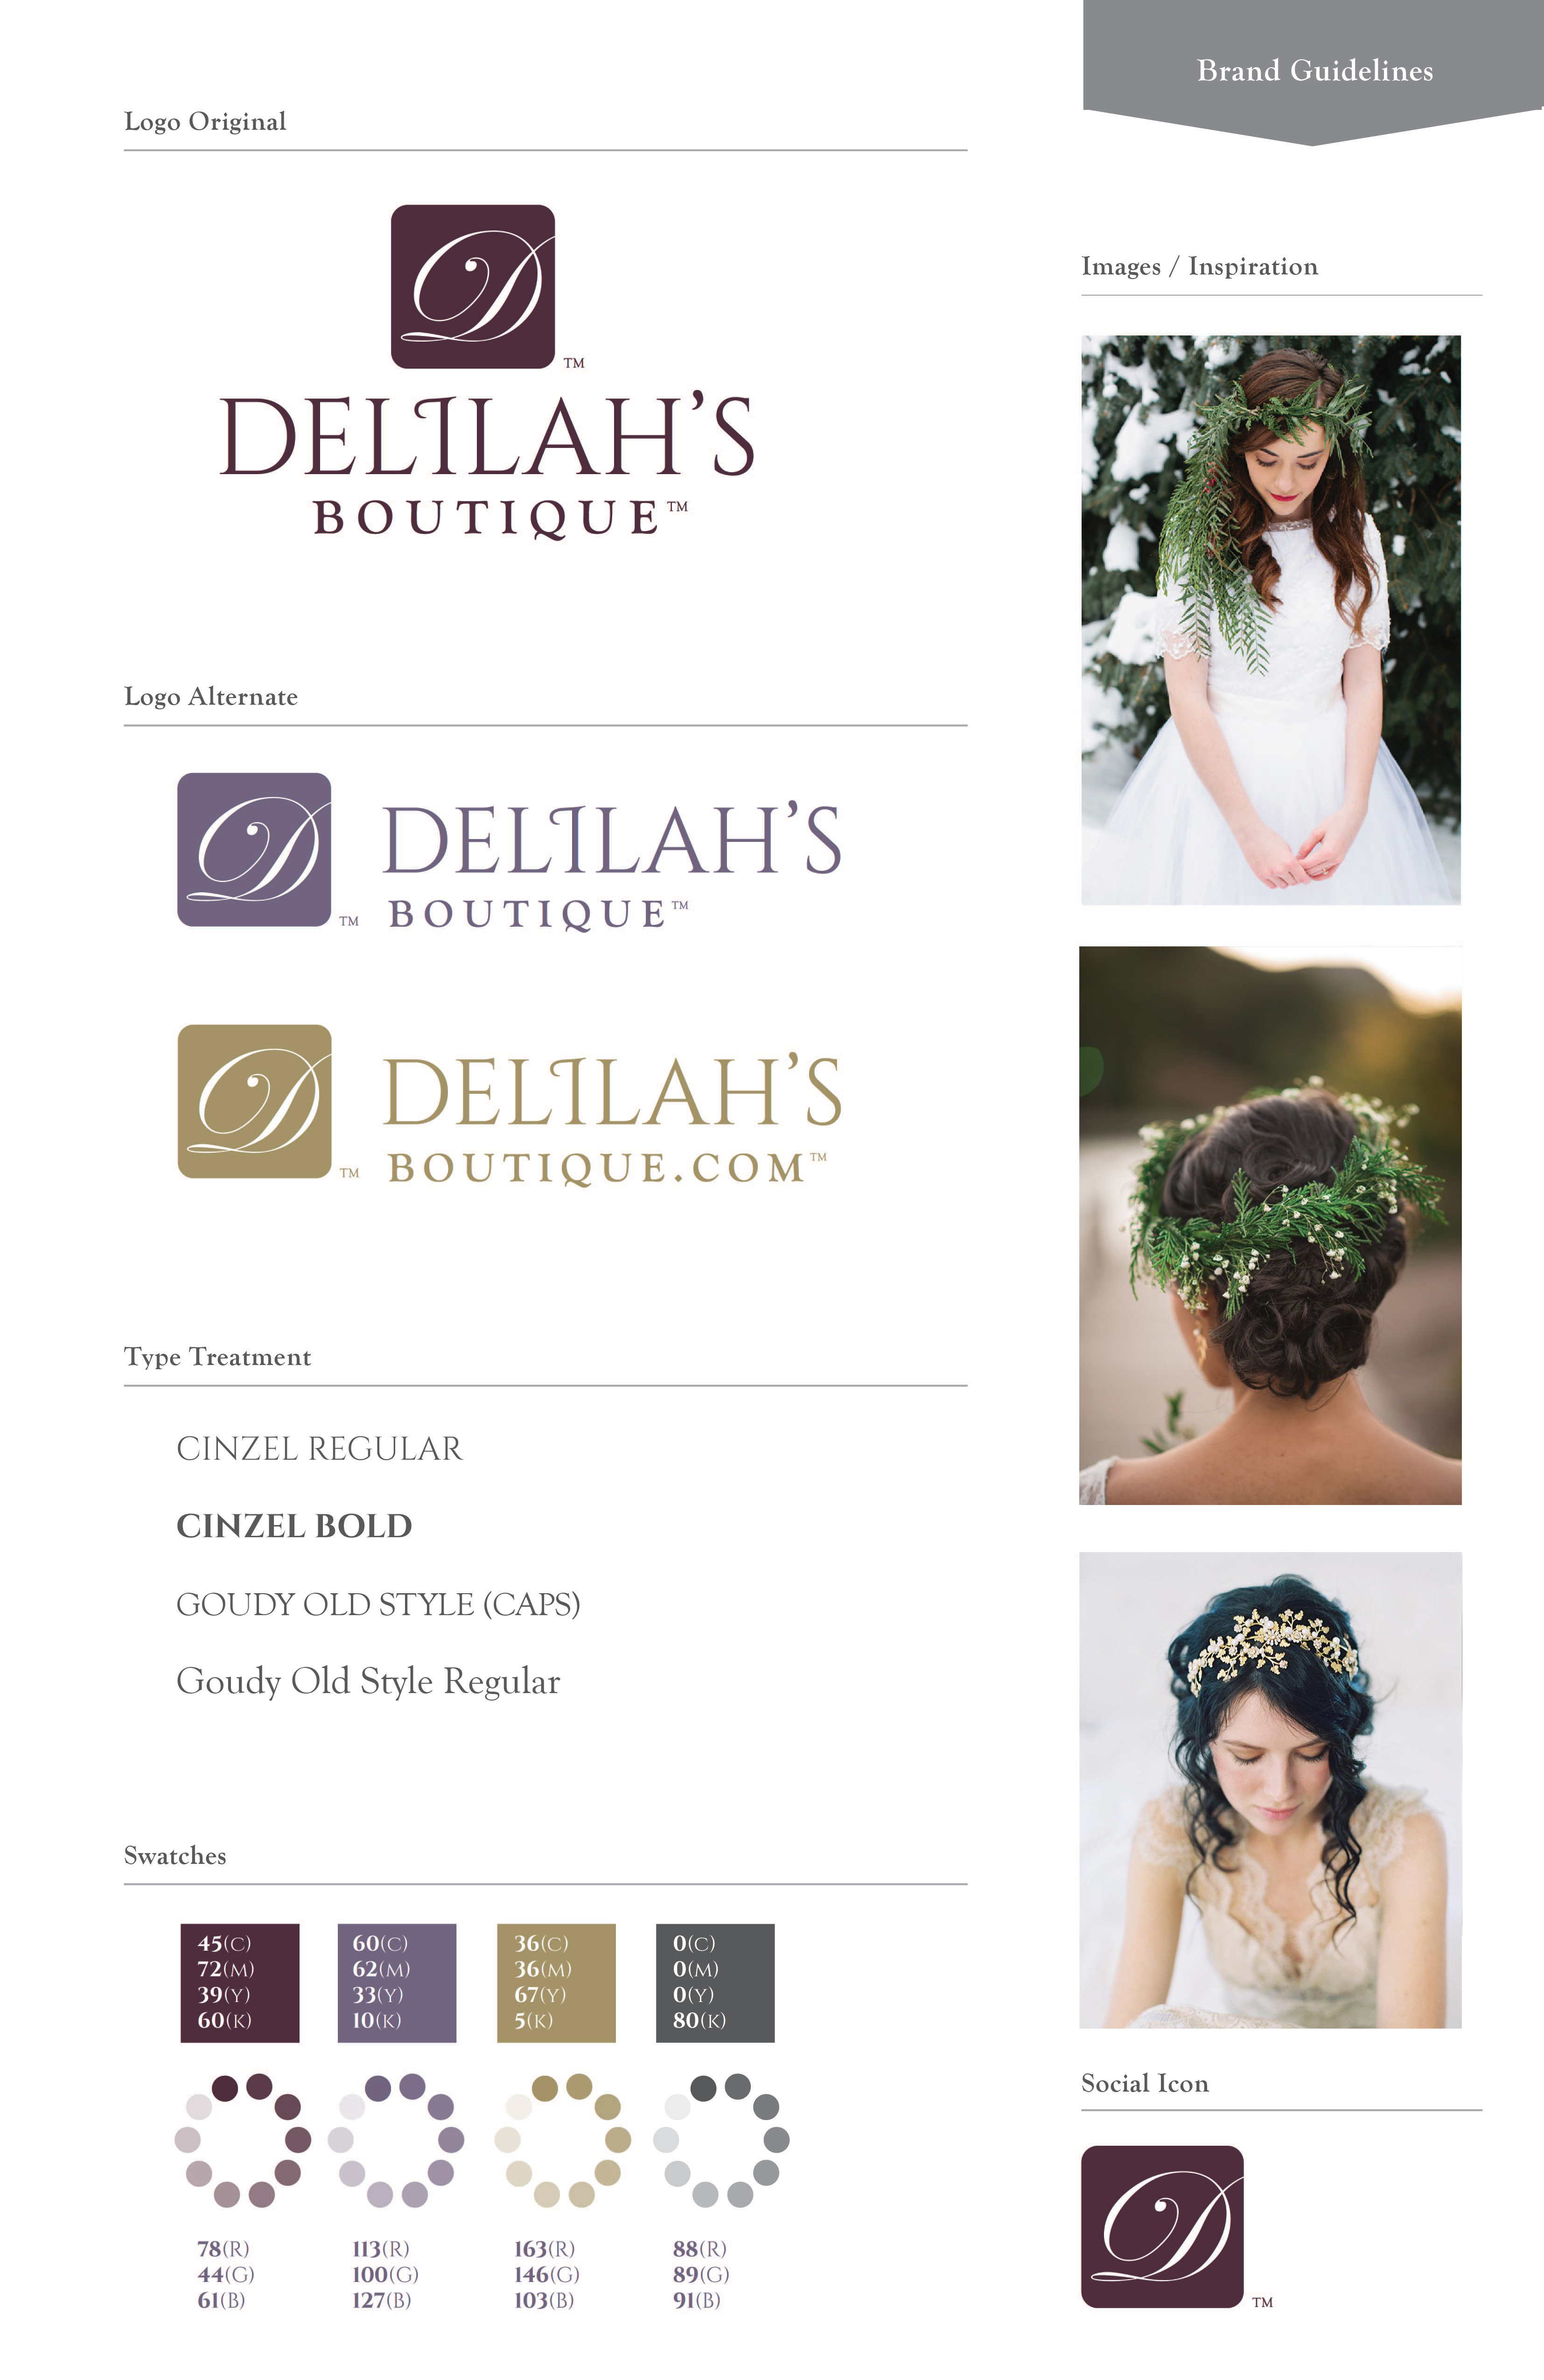 Brand Guidelines
Logo Original
D
TM
DELILAH'S
BOUTIQUE™
Logo Alternate
D
TM
DELILAH'S
BOUTIQUE™
D
TM
DELILAH'S
BOUTIQUE.COM™
Type Treatment
CINZEL REGULAR
CINZEL BOLD
GOUDY OLD STYLE (CAPS)
Goudy Old Style Regular
Swatches
45(C)
72(M)
39(Y)
60(K)
60(C)
62(M)
33(Y)
10(K)
36(C)
36(M)
67(Y)
5(K)
0(C)
0(M)
0(Y)
80(K)
78(R)
44(G)
61(B)
113(R)
100(G)
127(B)
163(R)
146(G)
103(B)
88(R)
89(G)
91(B)
Images / Inspiration
Social Icon
D
TM